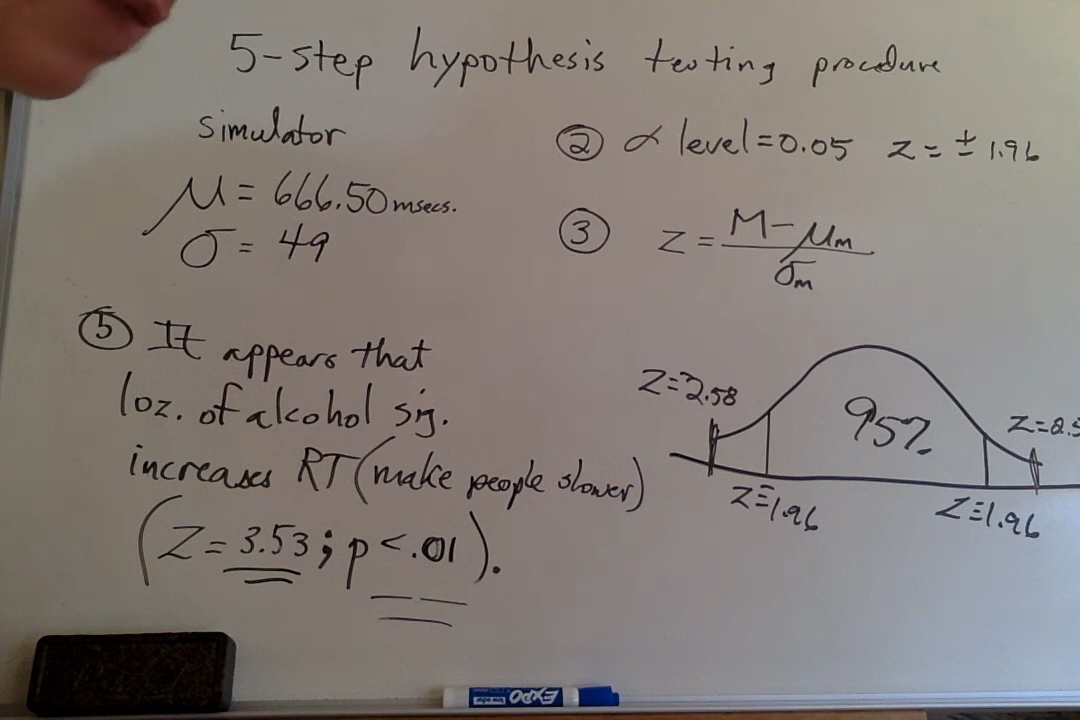 5-step hypothesis testing procedure
simulator
μ = 666.50 msecs.
σ = 49
② α level = 0.05 z = ± 1.96
③ z = M - μm / σm
⑤ It appears that
1oz. of alcohol sig.
increases RT (make people slower)
(Z = 3.53; p < .01).
Z=2.58
95%
Z=1.96
Z=1.96
EXPO